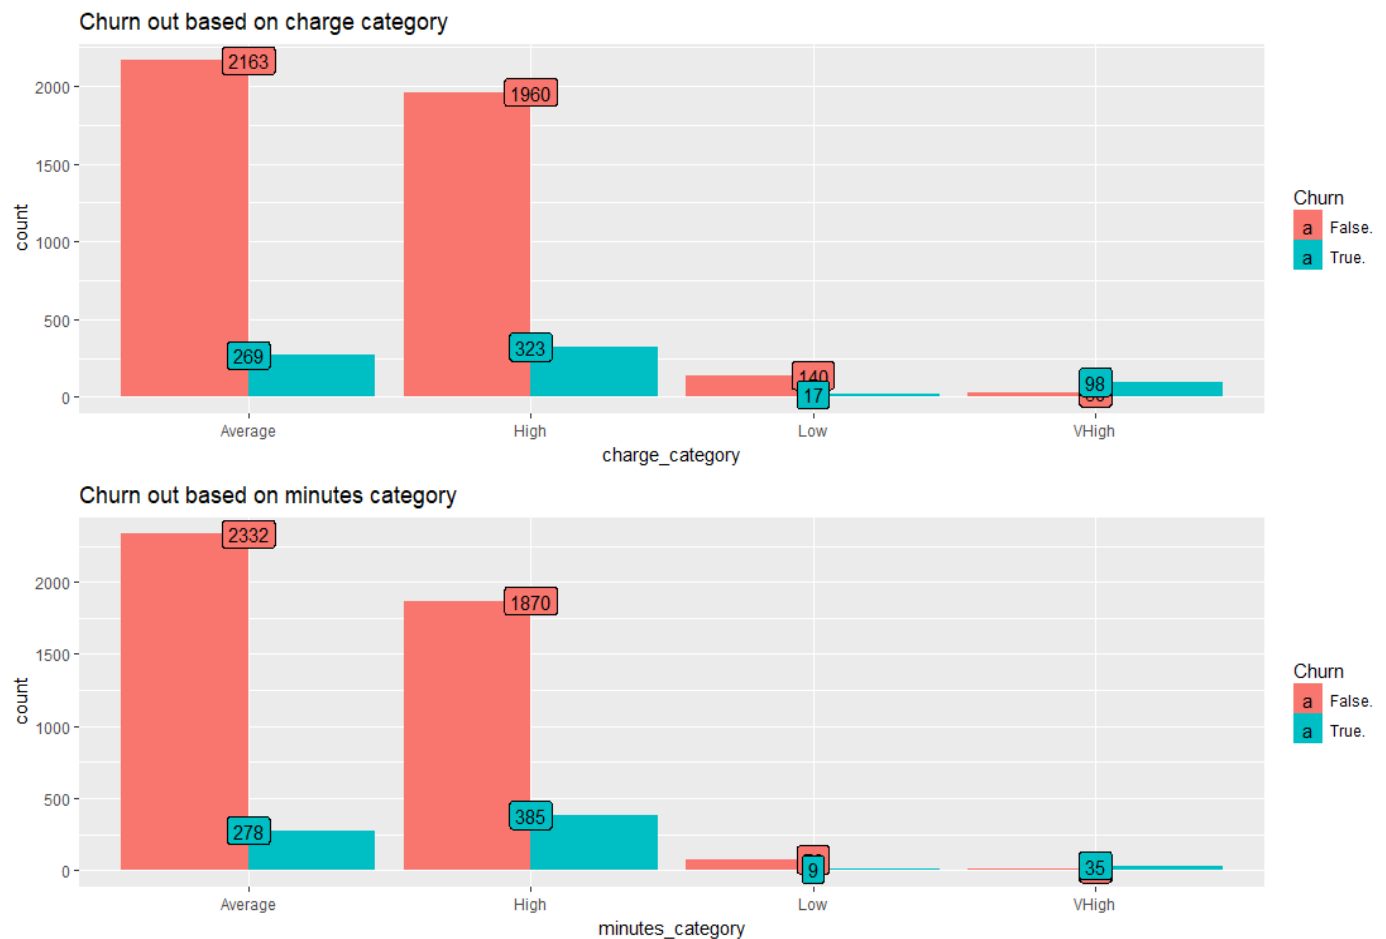 Churn out based on charge category
2163
2000
1960
1500
count
1000
Churn
a False.
a True.
500
269
323
140
17
98
0
Average High Low VHigh
charge_category
Churn out based on minutes category
2332
2000
1870
1500
count
1000
Churn
a False.
a True.
500
278
385
9
35
0
Average High Low VHigh
minutes_category